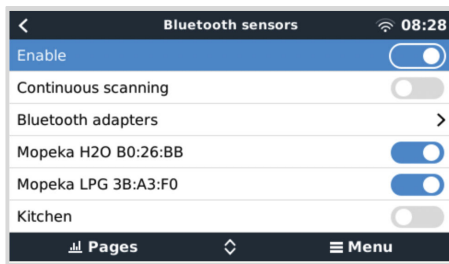 Bluetooth sensors 08:28
Enable
Continuous scanning
Bluetooth adapters
Mopeka H2O B0:26:BB
Mopeka LPG 3B:A3:F0
Kitchen
Pages Menu